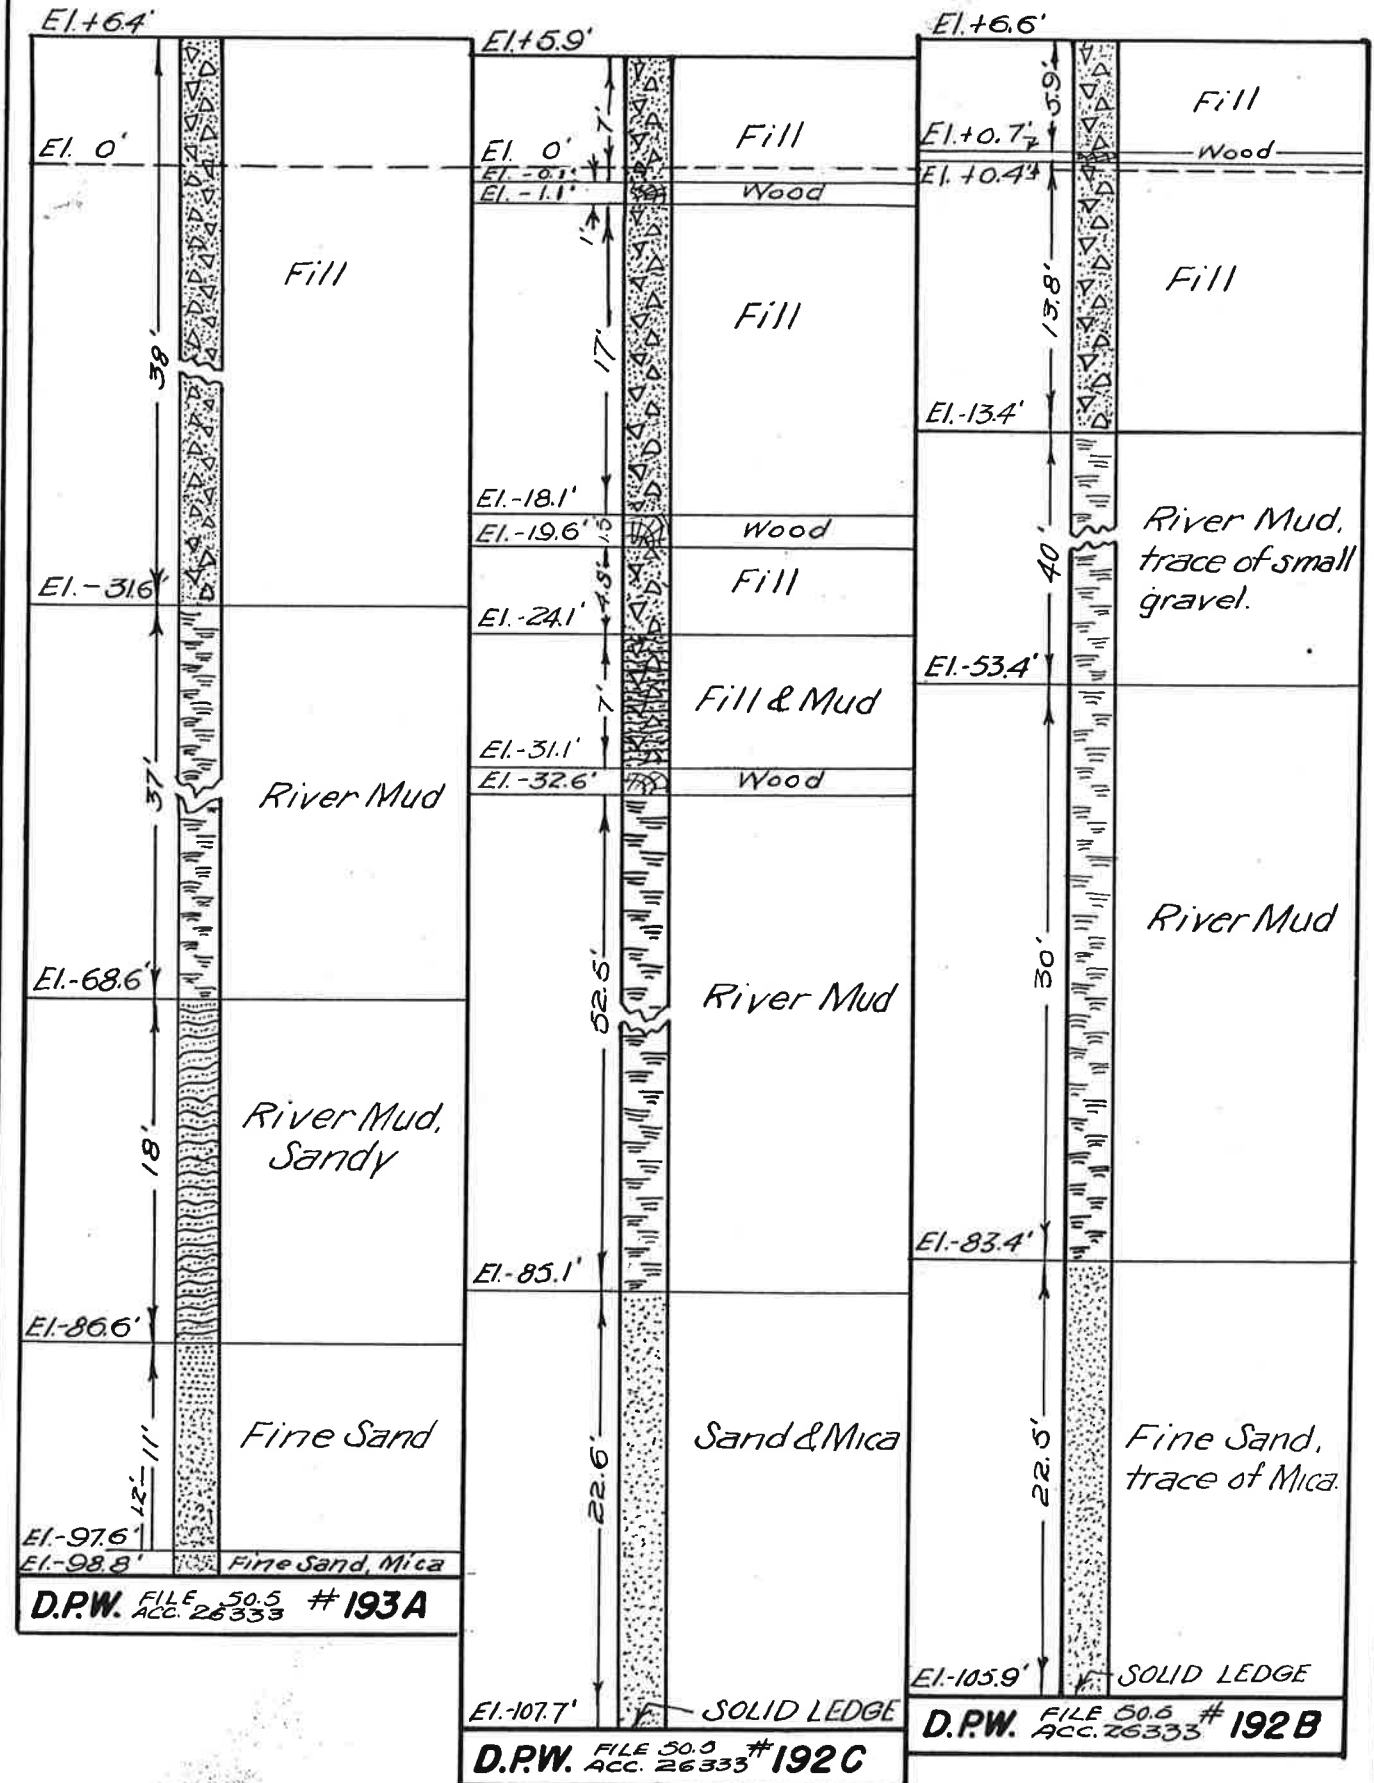 El.+6.4'
El. 0'
38'
Fill
El.-31.6'
37'
River Mud
El.-68.6'
18'
River Mud,
Sandy
El.-86.6'
11'
Fine Sand
1.2'
El.-97.6'
El.-98.8'
Fine Sand, Mica
D.P.W. FILE 50.5 # 193A
ACC. 26333
El.+5.9'
7'
Fill
El. 0'
El.-0.1'
El.-1.1'
Wood
1'
17'
Fill
El.-18.1'
El.-19.6'
1.5
Wood
4.5'
Fill
El.-24.1'
7'
Fill & Mud
El.-31.1'
El.-32.6'
Wood
52.5'
River Mud
El.-85.1'
22.6'
Sand & Mica
El.-107.7'
SOLID LEDGE
D.P.W. FILE 50.5 # 192C
ACC. 26333
El.+6.6'
5.9'
Fill
El.+0.7'
Wood
El.+0.4'
13.8'
Fill
El.-13.4'
40'
River Mud,
trace of small
gravel.
El.-53.4'
30'
River Mud
El.-83.4'
22.5'
Fine Sand,
trace of Mica.
El.-105.9'
SOLID LEDGE
D.P.W. FILE 50.5 # 192B
ACC. 26333